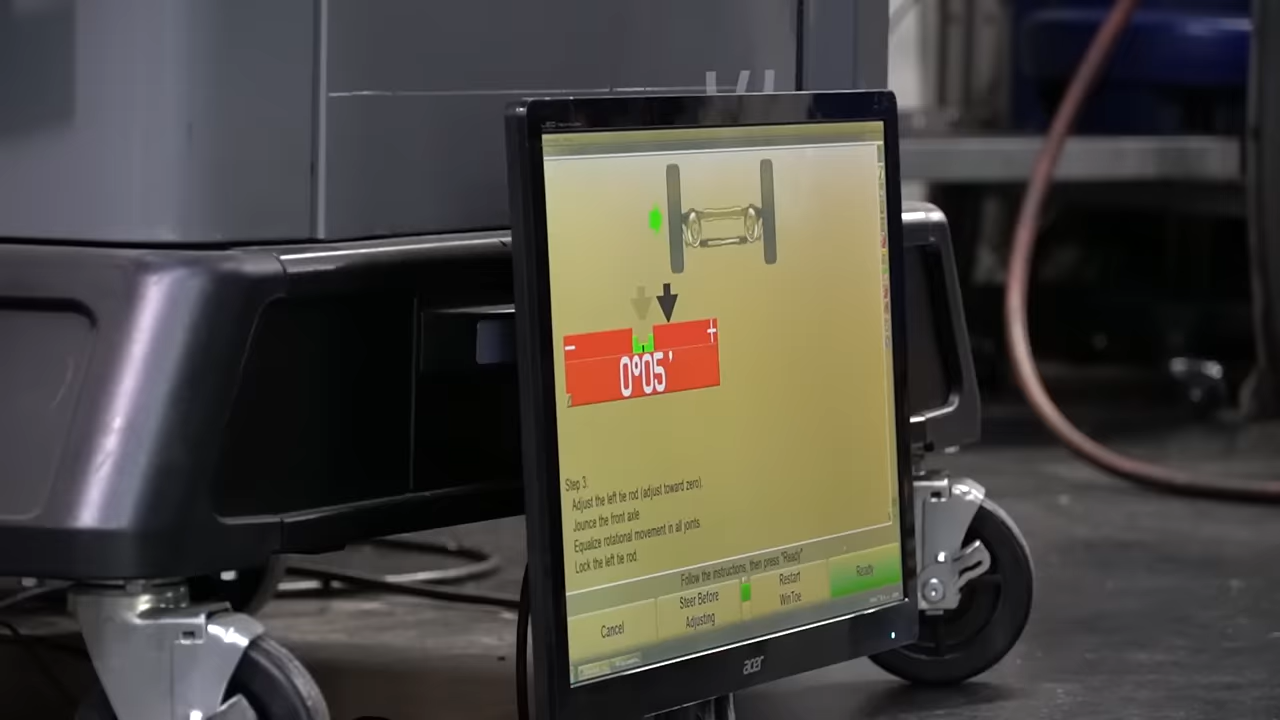 −
+
0°05'
Step 3.
Adjust the left tie rod (adjust toward zero).
Jounce the front axle
Equalize rotational movement in all joints.
Lock the left tie rod.
Follow the instructions, then press "Ready"
Cancel
Steer Before
Adjusting
Restart
WinToe
Ready
acer